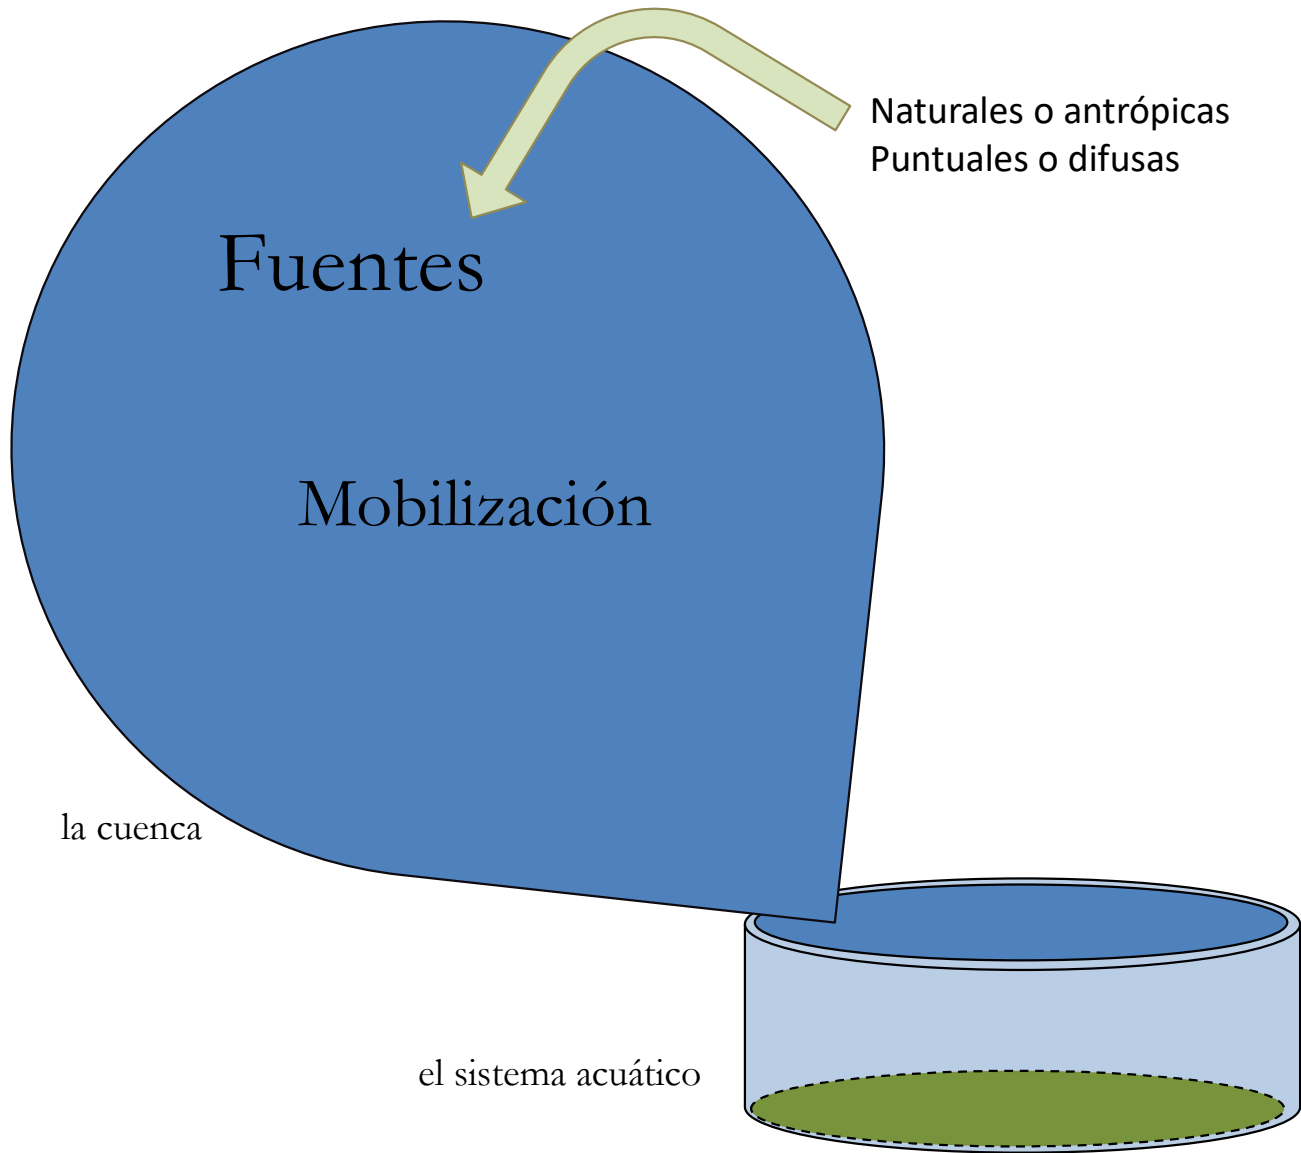 Naturales o antrópicas
Puntuales o difusas
Fuentes
Mobilización
la cuenca
el sistema acuático